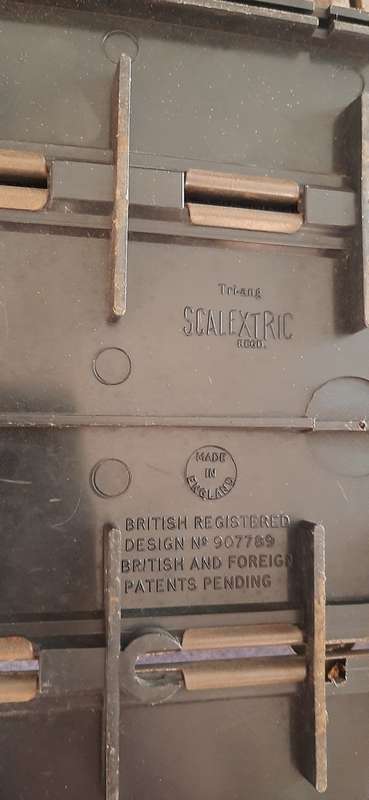 Tri-ang
SCALEXTRIC
REGD.
MADE
IN
ENGLAND
BRITISH REGISTERED
DESIGN Nº 907789
BRITISH AND FOREIGN
PATENTS PENDING